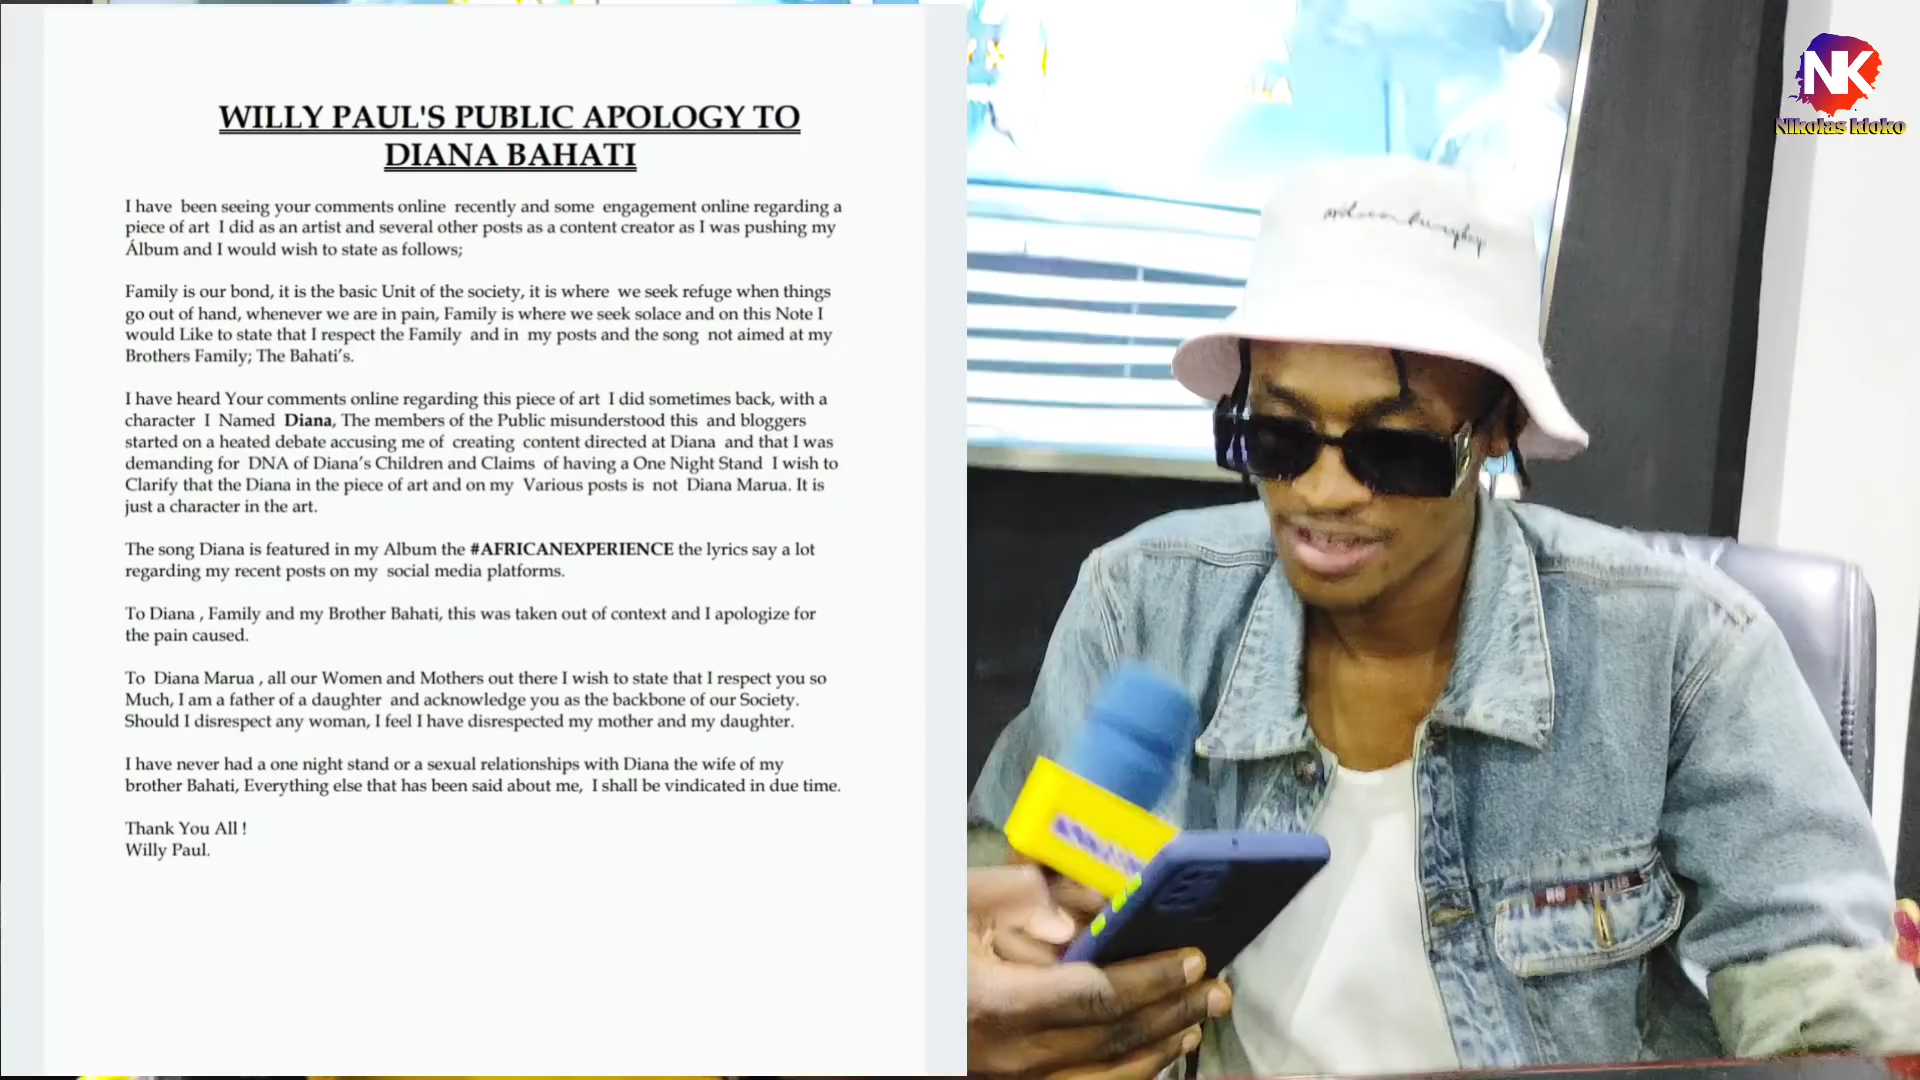 WILLY PAUL'S PUBLIC APOLOGY TO
DIANA BAHATI
I have been seeing your comments online recently and some engagement online regarding a
piece of art I did as an artist and several other posts as a content creator as I was pushing my
Álbum and I would wish to state as follows;
Family is our bond, it is the basic Unit of the society, it is where we seek refuge when things
go out of hand, whenever we are in pain, Family is where we seek solace and on this Note I
would Like to state that I respect the Family and in my posts and the song not aimed at my
Brothers Family; The Bahati's.
I have heard Your comments online regarding this piece of art I did sometimes back, with a
character I Named Diana, The members of the Public misunderstood this and bloggers
started on a heated debate accusing me of creating content directed at Diana and that I was
demanding for DNA of Diana's Children and Claims of having a One Night Stand I wish to
Clarify that the Diana in the piece of art and on my Various posts is not Diana Marua. It is
just a character in the art.
The song Diana is featured in my Album the #AFRICANEXPERIENCE the lyrics say a lot
regarding my recent posts on my social media platforms.
To Diana , Family and my Brother Bahati, this was taken out of context and I apologize for
the pain caused.
To Diana Marua , all our Women and Mothers out there I wish to state that I respect you so
Much, I am a father of a daughter and acknowledge you as the backbone of our Society.
Should I disrespect any woman, I feel I have disrespected my mother and my daughter.
I have never had a one night stand or a sexual relationships with Diana the wife of my
brother Bahati, Everything else that has been said about me, I shall be vindicated in due time.
Thank You All !
Willy Paul.
NK
Nikolas kioko